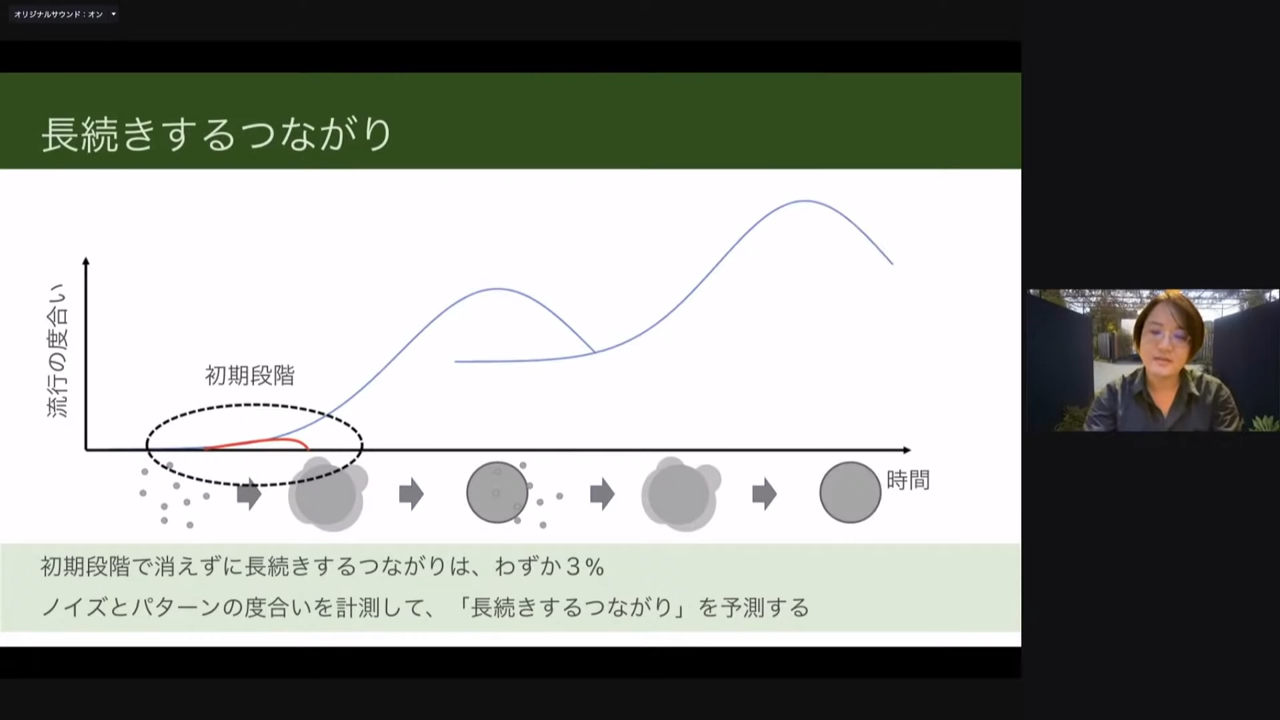 オリジナルサウンド：オン
長続きするつながり
流行の度合い
初期段階
時間
初期段階で消えずに長続きするつながりは、わずか３%
ノイズとパターンの度合いを計測して、「長続きするつながり」を予測する